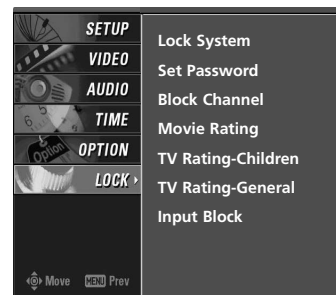 SETUP
VIDEO
AUDIO
TIME
OPTION
LOCK
Lock System
Set Password
Block Channel
Movie Rating
TV Rating-Children
TV Rating-General
Input Block
Move MENU Prev